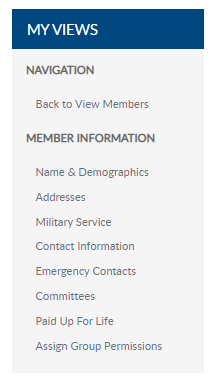 MY VIEWS
NAVIGATION
Back to View Members
MEMBER INFORMATION
Name & Demographics
Addresses
Military Service
Contact Information
Emergency Contacts
Committees
Paid Up For Life
Assign Group Permissions